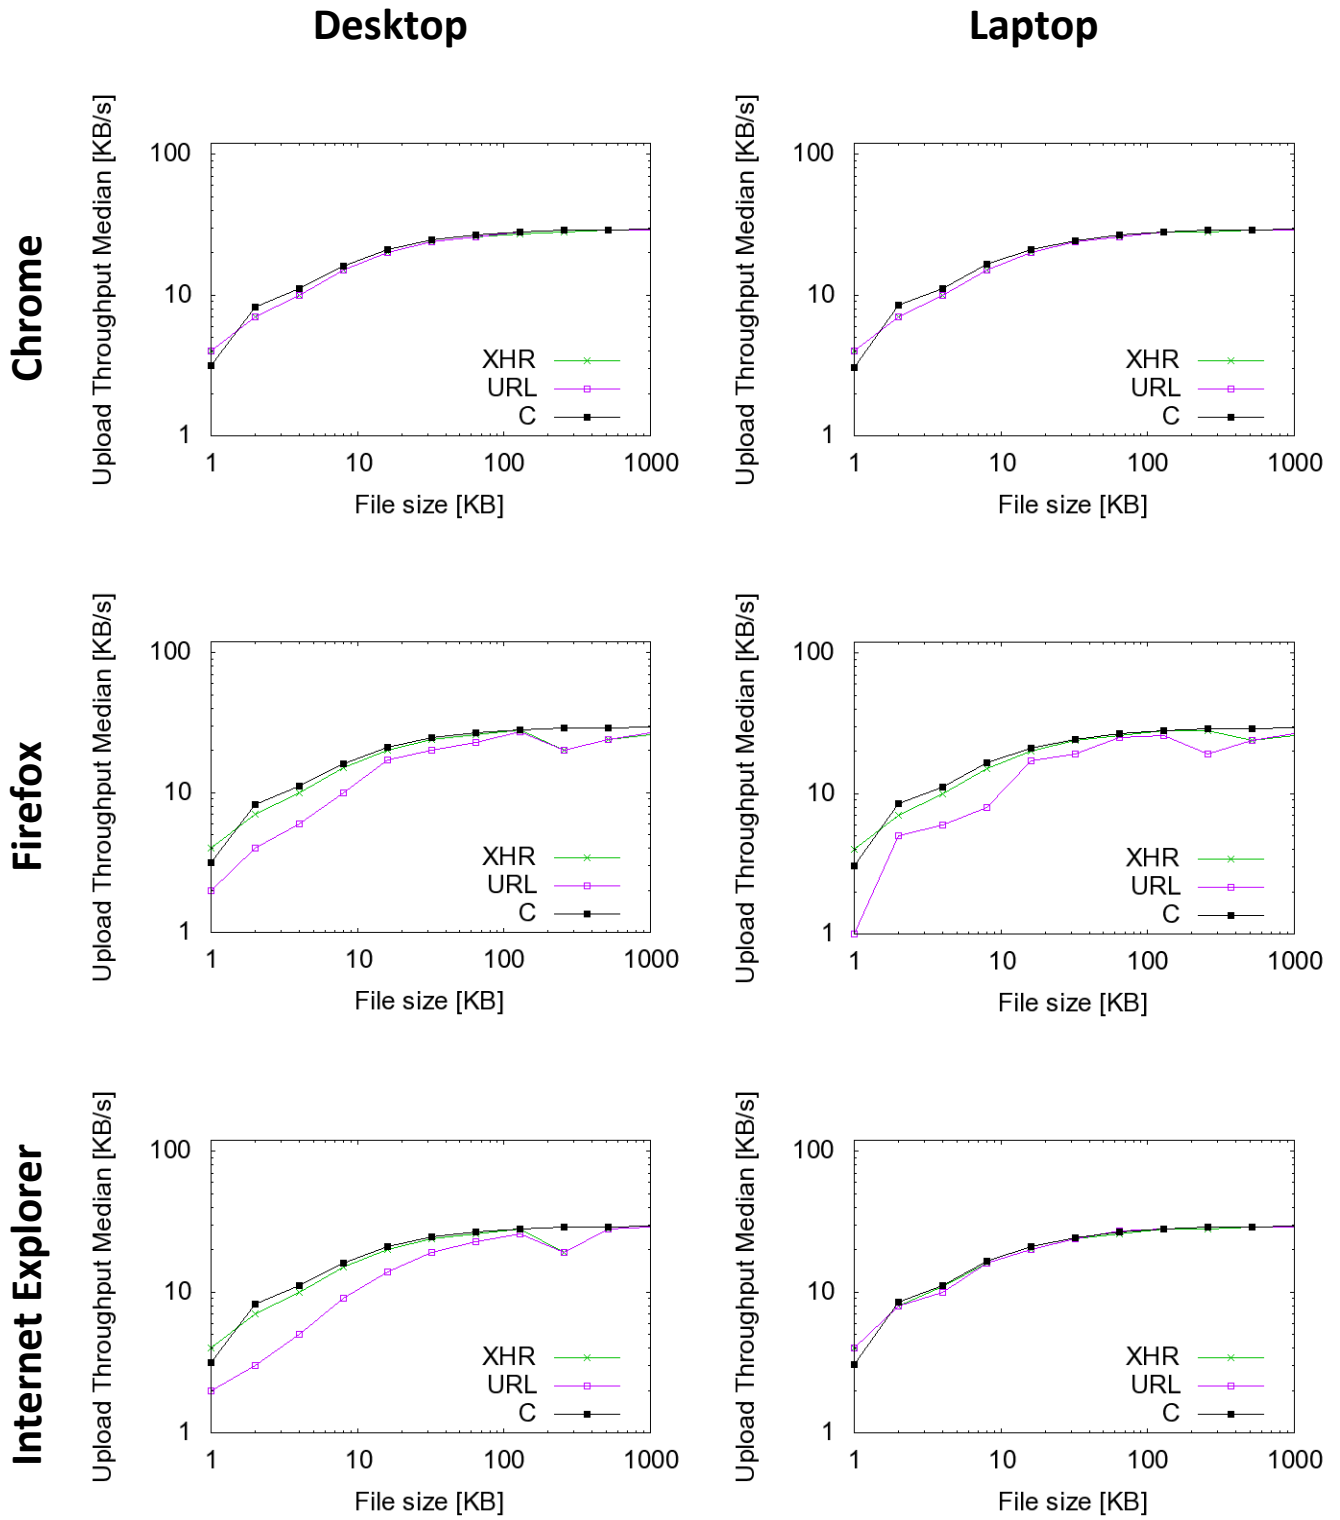 Desktop
Laptop
Chrome
Upload Throughput Median [KB/s]
100
10
1
XHR
URL
C
1 10 100 1000
File size [KB]
Upload Throughput Median [KB/s]
100
10
1
XHR
URL
C
1 10 100 1000
File size [KB]
Firefox
Upload Throughput Median [KB/s]
100
10
1
XHR
URL
C
1 10 100 1000
File size [KB]
Upload Throughput Median [KB/s]
100
10
1
XHR
URL
C
1 10 100 1000
File size [KB]
Internet Explorer
Upload Throughput Median [KB/s]
100
10
1
XHR
URL
C
1 10 100 1000
File size [KB]
Upload Throughput Median [KB/s]
100
10
1
XHR
URL
C
1 10 100 1000
File size [KB]